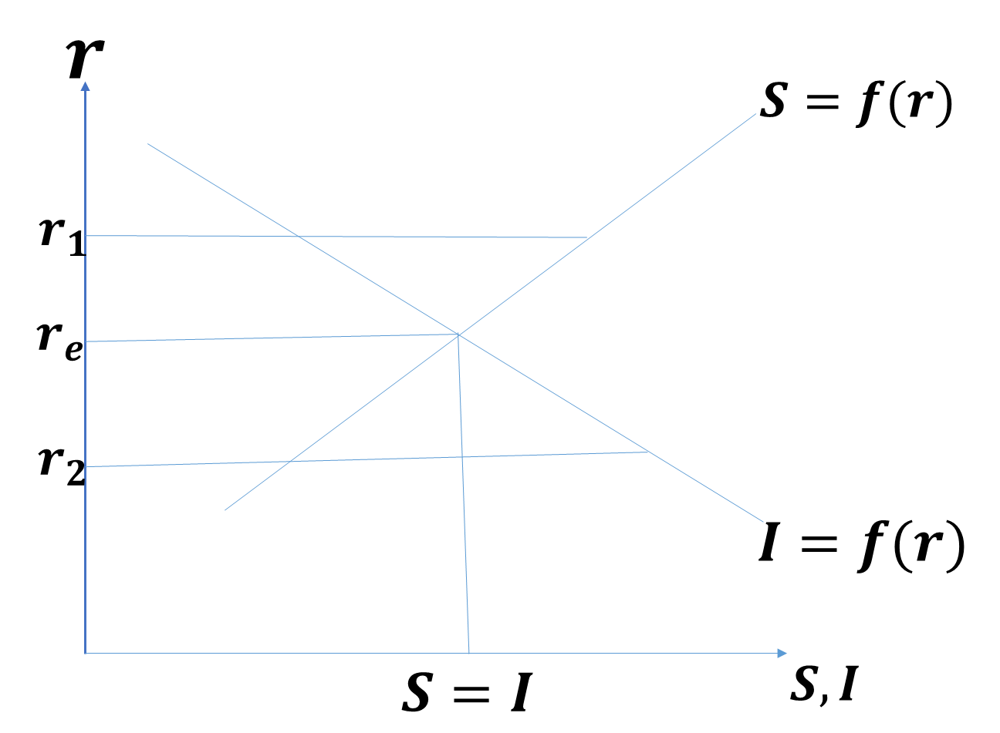 r
S = f(r)
r₁
rₑ
r₂
I = f(r)
S = I
S, I